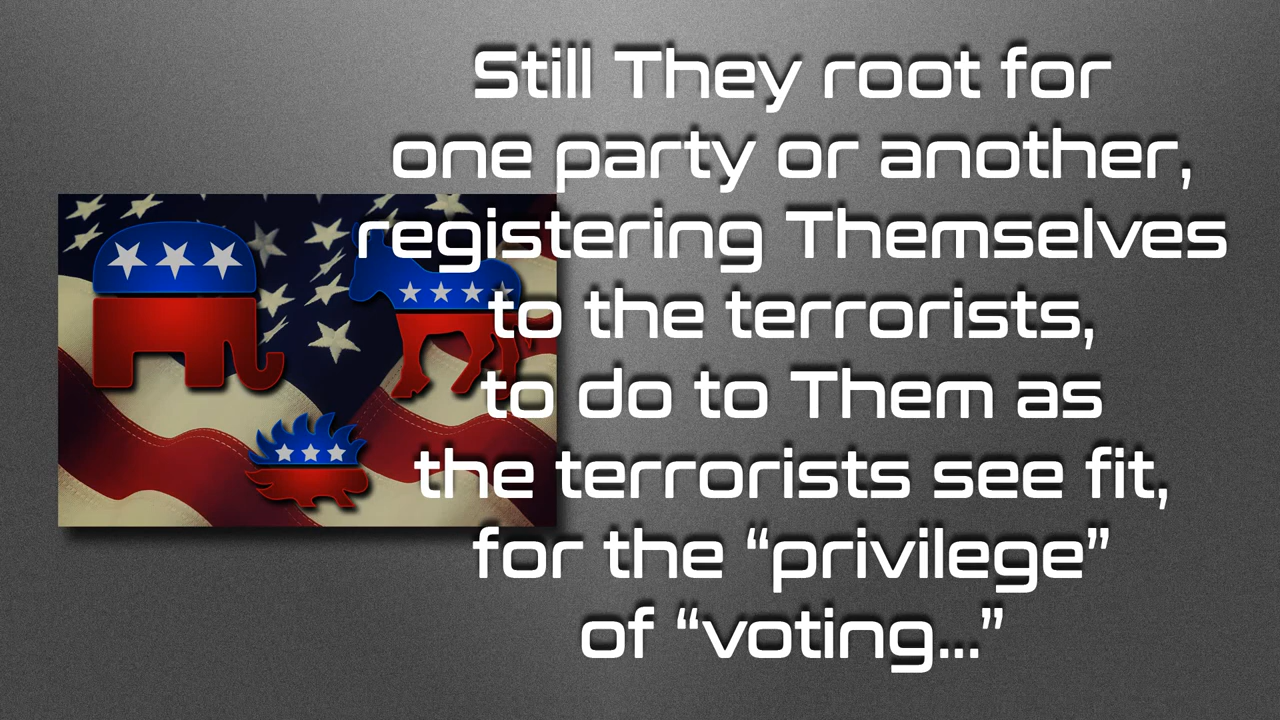 Still They root for
one party or another,
registering Themselves
to the terrorists,
to do to Them as
the terrorists see fit,
for the “privilege”
of “voting...”